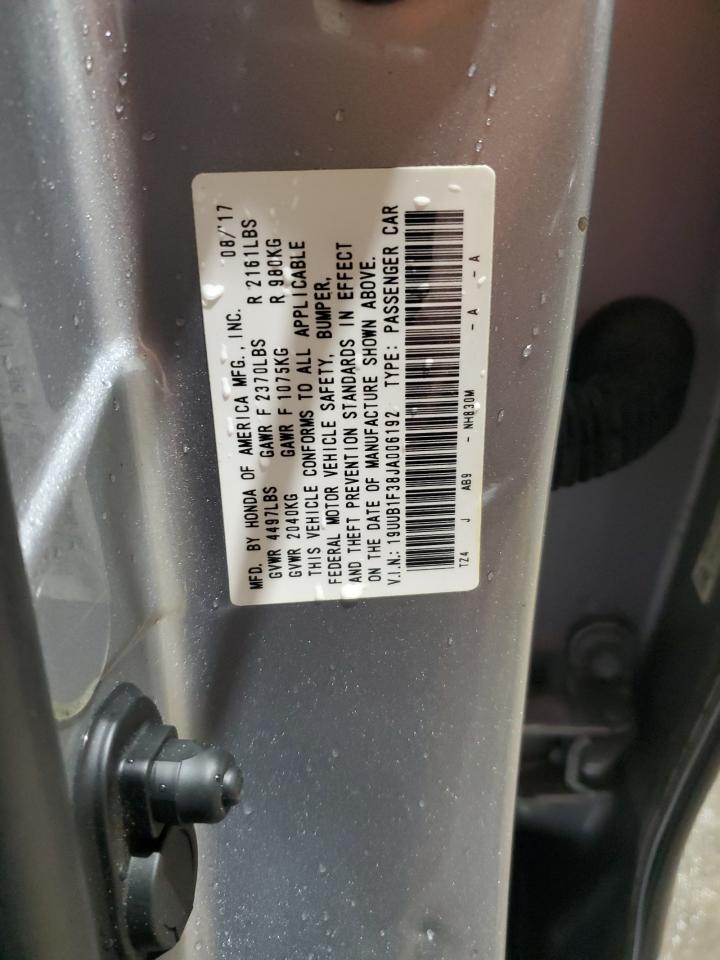 MFD. BY HONDA OF AMERICA MFG., INC. 08/'17
GVWR 4497LBS GAWR F 2370LBS R 2161LBS
GVWR 2040KG GAWR F 1075KG R 980KG
THIS VEHICLE CONFORMS TO ALL APPLICABLE
FEDERAL MOTOR VEHICLE SAFETY, BUMPER,
AND THEFT PREVENTION STANDARDS IN EFFECT
ON THE DATE OF MANUFACTURE SHOWN ABOVE.
V.I.N.: 19UUB1F38JA006192 TYPE: PASSENGER CAR
TZ4 J AB9 - NH830M - A - A